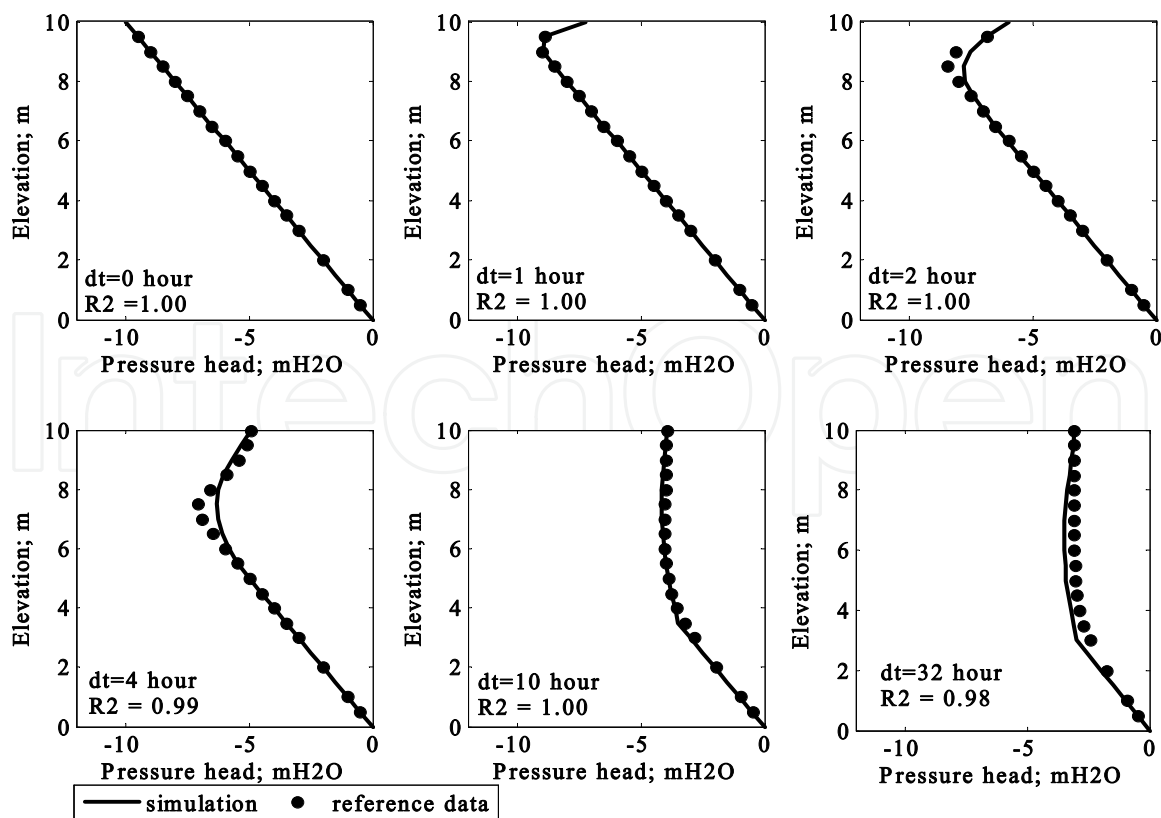 10
8
6
4
2
0
Elevation; m
dt=0 hour
R2 =1.00
-10
-5
0
Pressure head; mH2O
10
8
6
4
2
0
Elevation; m
dt=1 hour
R2 = 1.00
-10
-5
0
Pressure head; mH2O
10
8
6
4
2
0
Elevation; m
dt=2 hour
R2 =1.00
-10
-5
0
Pressure head; mH2O
IntechOpen
10
8
6
4
2
0
Elevation; m
dt=4 hour
R2 = 0.99
-10
-5
0
Pressure head; mH2O
10
8
6
4
2
0
Elevation; m
dt=10 hour
R2 = 1.00
-10
-5
0
Pressure head; mH2O
10
8
6
4
2
0
Elevation; m
dt=32 hour
R2 = 0.98
-10
-5
0
Pressure head; mH2O
simulation
reference data